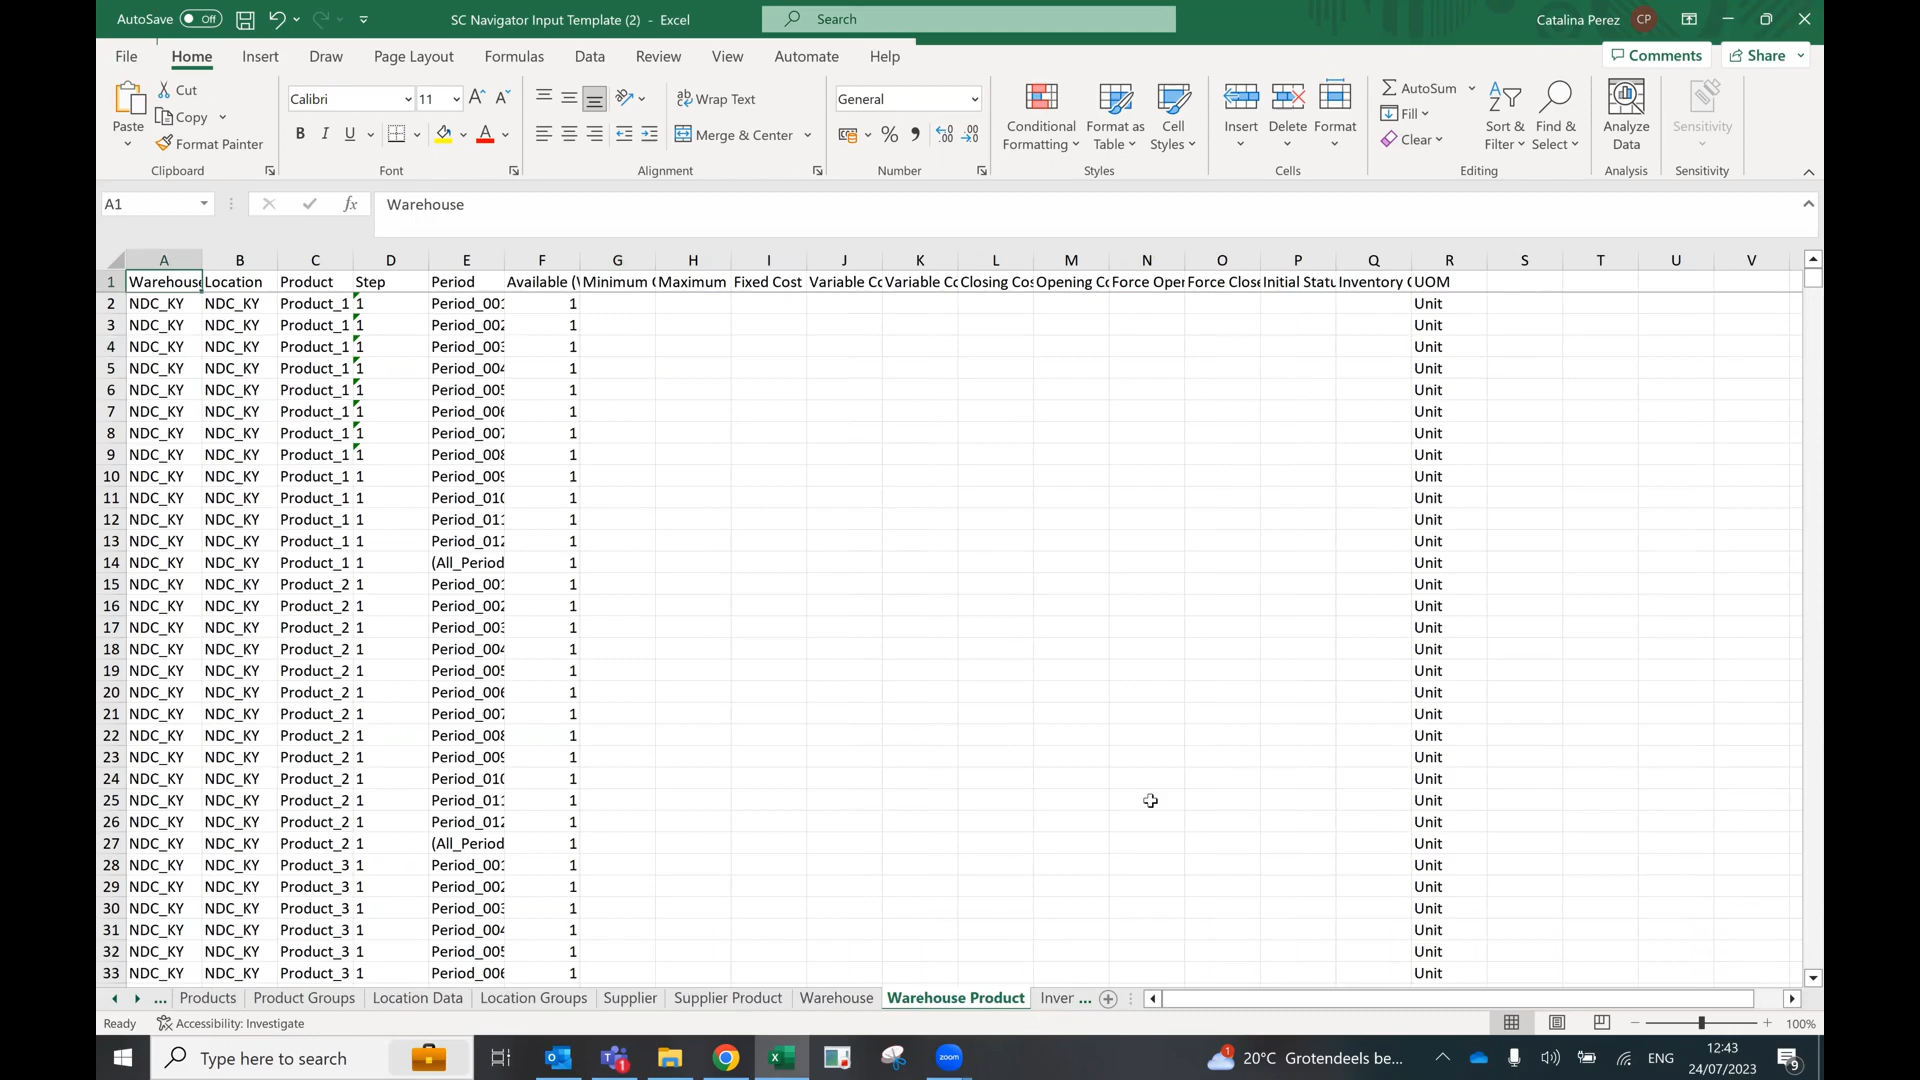 AutoSave Off SC Navigator Input Template (2) - Excel Search Catalina Perez CP
File Home Insert Draw Page Layout Formulas Data Review View Automate Help Comments Share
Paste Cut Copy Format Painter Clipboard
Calibri 11 B I U A Font
Wrap Text Merge & Center Alignment
General % Number
Conditional Formatting Format as Table Cell Styles Styles
Insert Delete Format Cells
AutoSum Fill Clear Sort & Filter Find & Select Editing
Analyze Data Analysis
Sensitivity Sensitivity
A1 fx Warehouse
A B C D E F G H I J K L M N O P Q R S T U V
1 Warehouse Location Product Step Period Available (W Minimum ( Maximum Fixed Cost Variable Co Variable Co Closing Cos Opening Co Force Open Force Close Initial Statu Inventory C UOM
2 NDC_KY NDC_KY Product_1 1 Period_001 1 Unit
3 NDC_KY NDC_KY Product_1 1 Period_002 1 Unit
4 NDC_KY NDC_KY Product_1 1 Period_003 1 Unit
5 NDC_KY NDC_KY Product_1 1 Period_004 1 Unit
6 NDC_KY NDC_KY Product_1 1 Period_005 1 Unit
7 NDC_KY NDC_KY Product_1 1 Period_006 1 Unit
8 NDC_KY NDC_KY Product_1 1 Period_007 1 Unit
9 NDC_KY NDC_KY Product_1 1 Period_008 1 Unit
10 NDC_KY NDC_KY Product_1 1 Period_009 1 Unit
11 NDC_KY NDC_KY Product_1 1 Period_010 1 Unit
12 NDC_KY NDC_KY Product_1 1 Period_011 1 Unit
13 NDC_KY NDC_KY Product_1 1 Period_012 1 Unit
14 NDC_KY NDC_KY Product_1 1 (All_Period 1 Unit
15 NDC_KY NDC_KY Product_2 1 Period_001 1 Unit
16 NDC_KY NDC_KY Product_2 1 Period_002 1 Unit
17 NDC_KY NDC_KY Product_2 1 Period_003 1 Unit
18 NDC_KY NDC_KY Product_2 1 Period_004 1 Unit
19 NDC_KY NDC_KY Product_2 1 Period_005 1 Unit
20 NDC_KY NDC_KY Product_2 1 Period_006 1 Unit
21 NDC_KY NDC_KY Product_2 1 Period_007 1 Unit
22 NDC_KY NDC_KY Product_2 1 Period_008 1 Unit
23 NDC_KY NDC_KY Product_2 1 Period_009 1 Unit
24 NDC_KY NDC_KY Product_2 1 Period_010 1 Unit
25 NDC_KY NDC_KY Product_2 1 Period_011 1 Unit
26 NDC_KY NDC_KY Product_2 1 Period_012 1 Unit
27 NDC_KY NDC_KY Product_2 1 (All_Period 1 Unit
28 NDC_KY NDC_KY Product_3 1 Period_001 1 Unit
29 NDC_KY NDC_KY Product_3 1 Period_002 1 Unit
30 NDC_KY NDC_KY Product_3 1 Period_003 1 Unit
31 NDC_KY NDC_KY Product_3 1 Period_004 1 Unit
32 NDC_KY NDC_KY Product_3 1 Period_005 1 Unit
33 NDC_KY NDC_KY Product_3 1 Period_006 1 Unit
... Products Product Groups Location Data Location Groups Supplier Supplier Product Warehouse Warehouse Product Inver ...
Ready Accessibility: Investigate 100%
Type here to search zoom 20°C Grotendeels be... ENG 12:43
24/07/2023 9